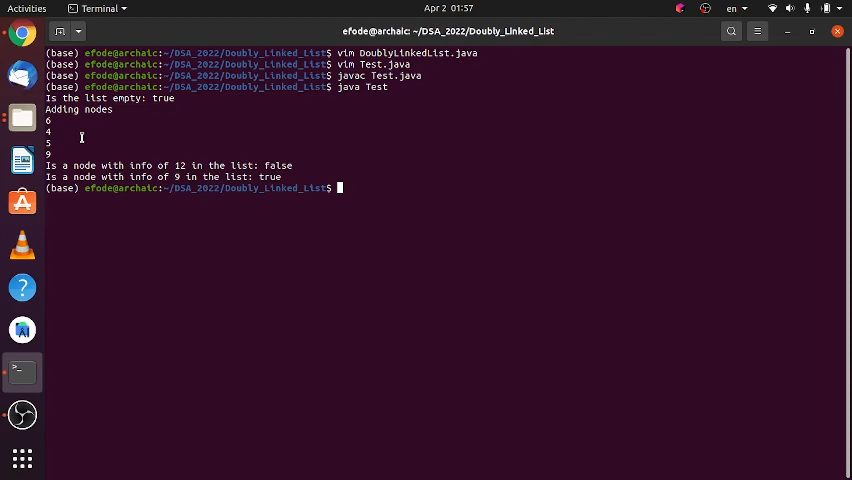 Activities Terminal Apr 2 01:57 en
efode@archaic: ~/DSA_2022/Doubly_Linked_List
(base) efode@archaic:~/DSA_2022/Doubly_Linked_List$ vim DoublyLinkedList.java
(base) efode@archaic:~/DSA_2022/Doubly_Linked_List$ vim Test.java
(base) efode@archaic:~/DSA_2022/Doubly_Linked_List$ javac Test.java
(base) efode@archaic:~/DSA_2022/Doubly_Linked_List$ java Test
Is the list empty: true
Adding nodes
6
4
5
9
Is a node with info of 12 in the list: false
Is a node with info of 9 in the list: true
(base) efode@archaic:~/DSA_2022/Doubly_Linked_List$